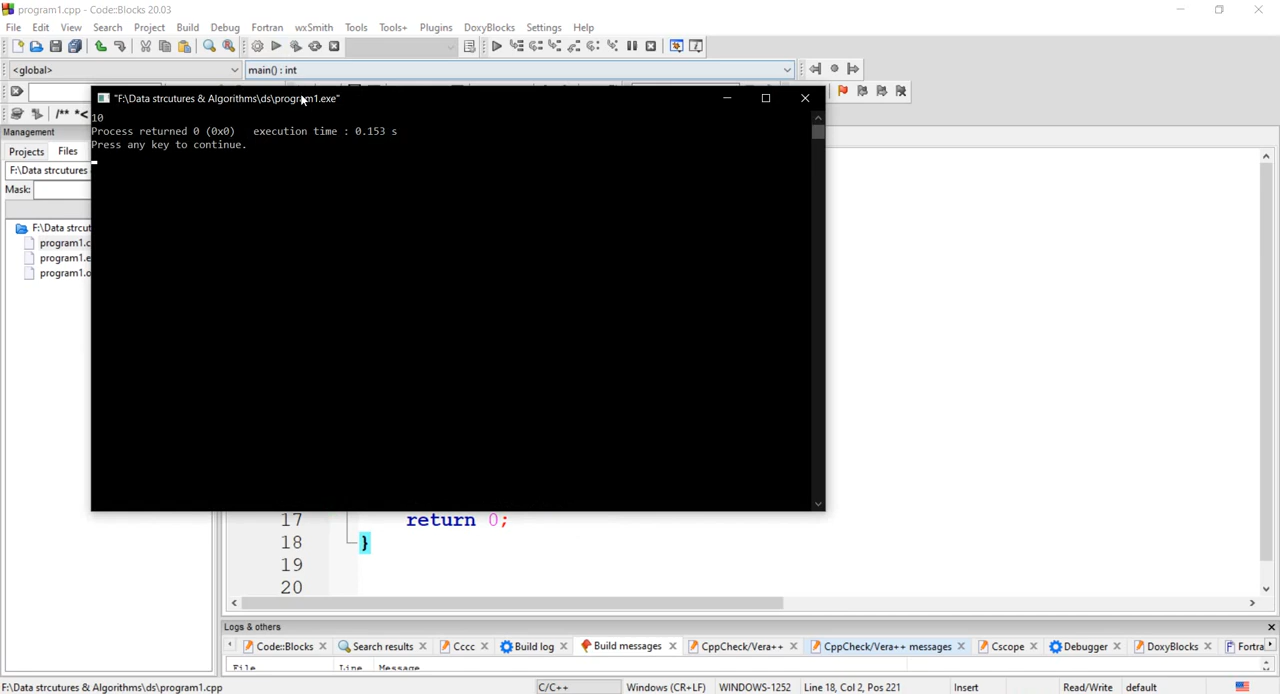 program1.cpp - Code::Blocks 20.03
File Edit View Search Project Build Debug Fortran wxSmith Tools Tools+ Plugins DoxyBlocks Settings Help
<global> main() : int
"F:\Data strcutures & Algorithms\ds\program1.exe"
/** *<
10
Process returned 0 (0x0) execution time : 0.153 s
Press any key to continue.
Management
Projects Files
F:\Data strcutures
Mask:
F:\Data strcut
program1.c
program1.e
program1.o
17 return 0;
18 }
19
20
Logs & others
Code::Blocks Search results Cccc Build log Build messages CppCheck/Vera++ CppCheck/Vera++ messages Cscope Debugger DoxyBlocks Fortra
File Line Message
F:\Data strcutures & Algorithms\ds\program1.cpp C/C++ Windows (CR+LF) WINDOWS-1252 Line 18, Col 2, Pos 221 Insert Read/Write default